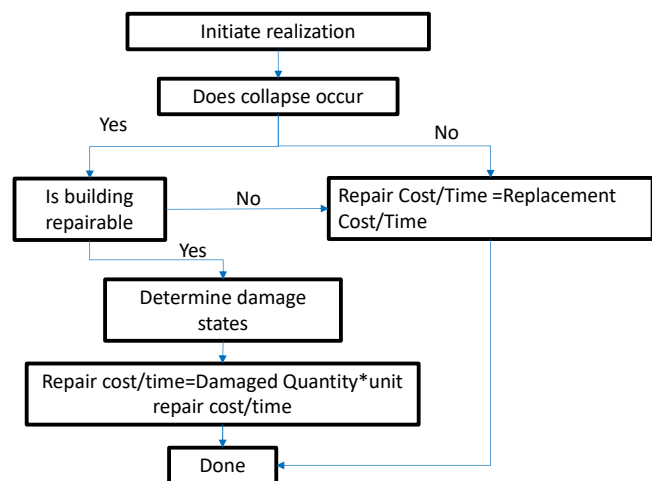 Initiate realization
Does collapse occur
Yes
No
Is building
repairable
No
Repair Cost/Time =Replacement
Cost/Time
Yes
Determine damage
states
Repair cost/time=Damaged Quantity*unit
repair cost/time
Done